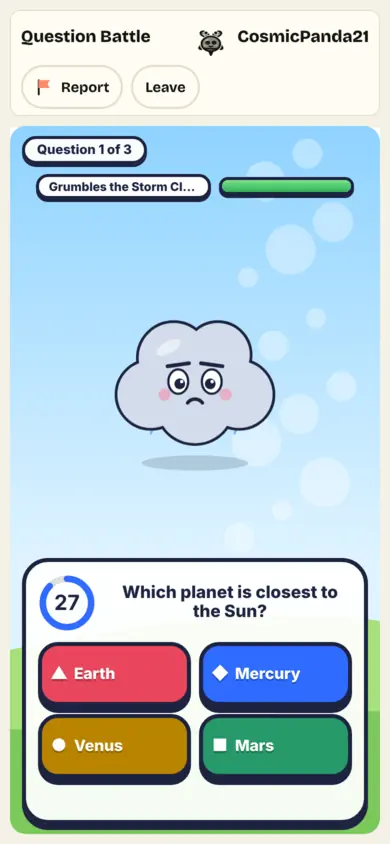 Question Battle
CosmicPanda21
Report
Leave
Question 1 of 3
Grumbles the Storm Cl...
27
Which planet is closest to
the Sun?
Earth
Mercury
Venus
Mars